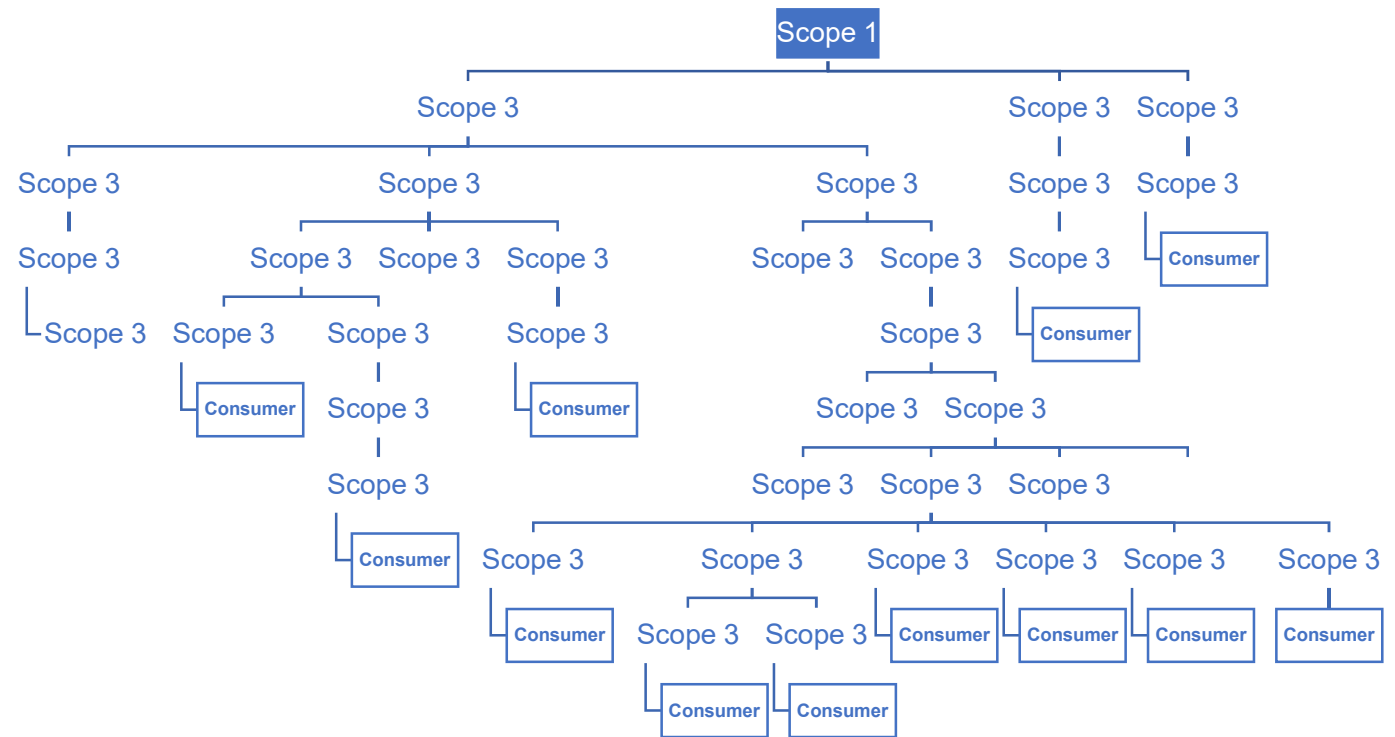 Scope 1
Scope 3 Scope 3 Scope 3
Scope 3 Scope 3 Scope 3 Scope 3 Scope 3
Scope 3 Scope 3 Scope 3 Scope 3 Scope 3 Scope 3 Scope 3 Consumer
Scope 3 Scope 3 Scope 3 Scope 3 Scope 3 Consumer
Consumer Scope 3 Consumer Scope 3 Scope 3
Scope 3 Scope 3 Scope 3 Scope 3
Consumer Scope 3 Scope 3 Scope 3 Scope 3 Scope 3 Scope 3
Consumer Scope 3 Scope 3 Consumer Consumer Consumer Consumer
Consumer Consumer